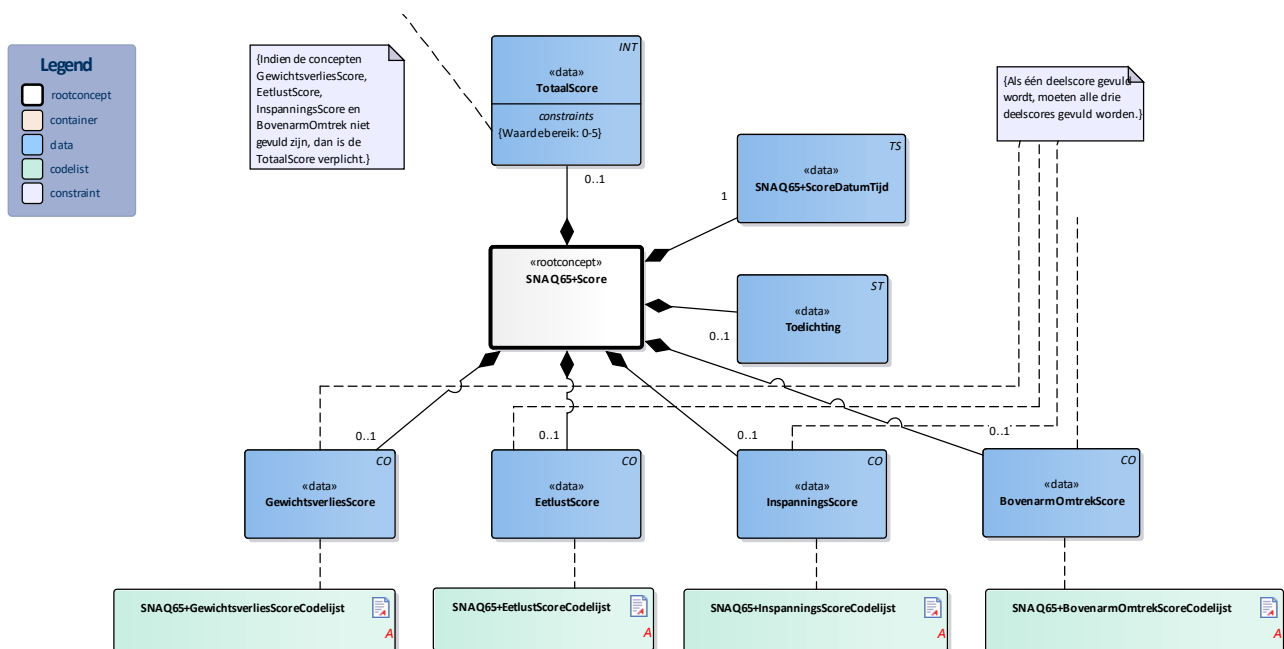 Legend
rootconcept
container
data
codelist
constraint
{Indien de concepten
GewichtsverliesScore,
EetlustScore,
InspanningsScore en
BovenarmOmtrek niet
gevuld zijn, dan is de
TotaalScore verplicht.}
INT
«data»
TotaalScore
constraints
{Waardebereik: 0-5}
0..1
{Als één deelscore gevuld
wordt, moeten alle drie
deelscores gevuld worden.}
TS
«data»
SNAQ65+ScoreDatumTijd
1
«rootconcept»
SNAQ65+Score
ST
«data»
Toelichting
0..1
0..1
0..1
0..1
0..1
CO
«data»
GewichtsverliesScore
CO
«data»
EetlustScore
CO
«data»
InspanningsScore
CO
«data»
BovenarmOmtrekScore
SNAQ65+GewichtsverliesScoreCodelijst
A
SNAQ65+EetlustScoreCodelijst
A
SNAQ65+InspanningsScoreCodelijst
A
SNAQ65+BovenarmOmtrekScoreCodelijst
A